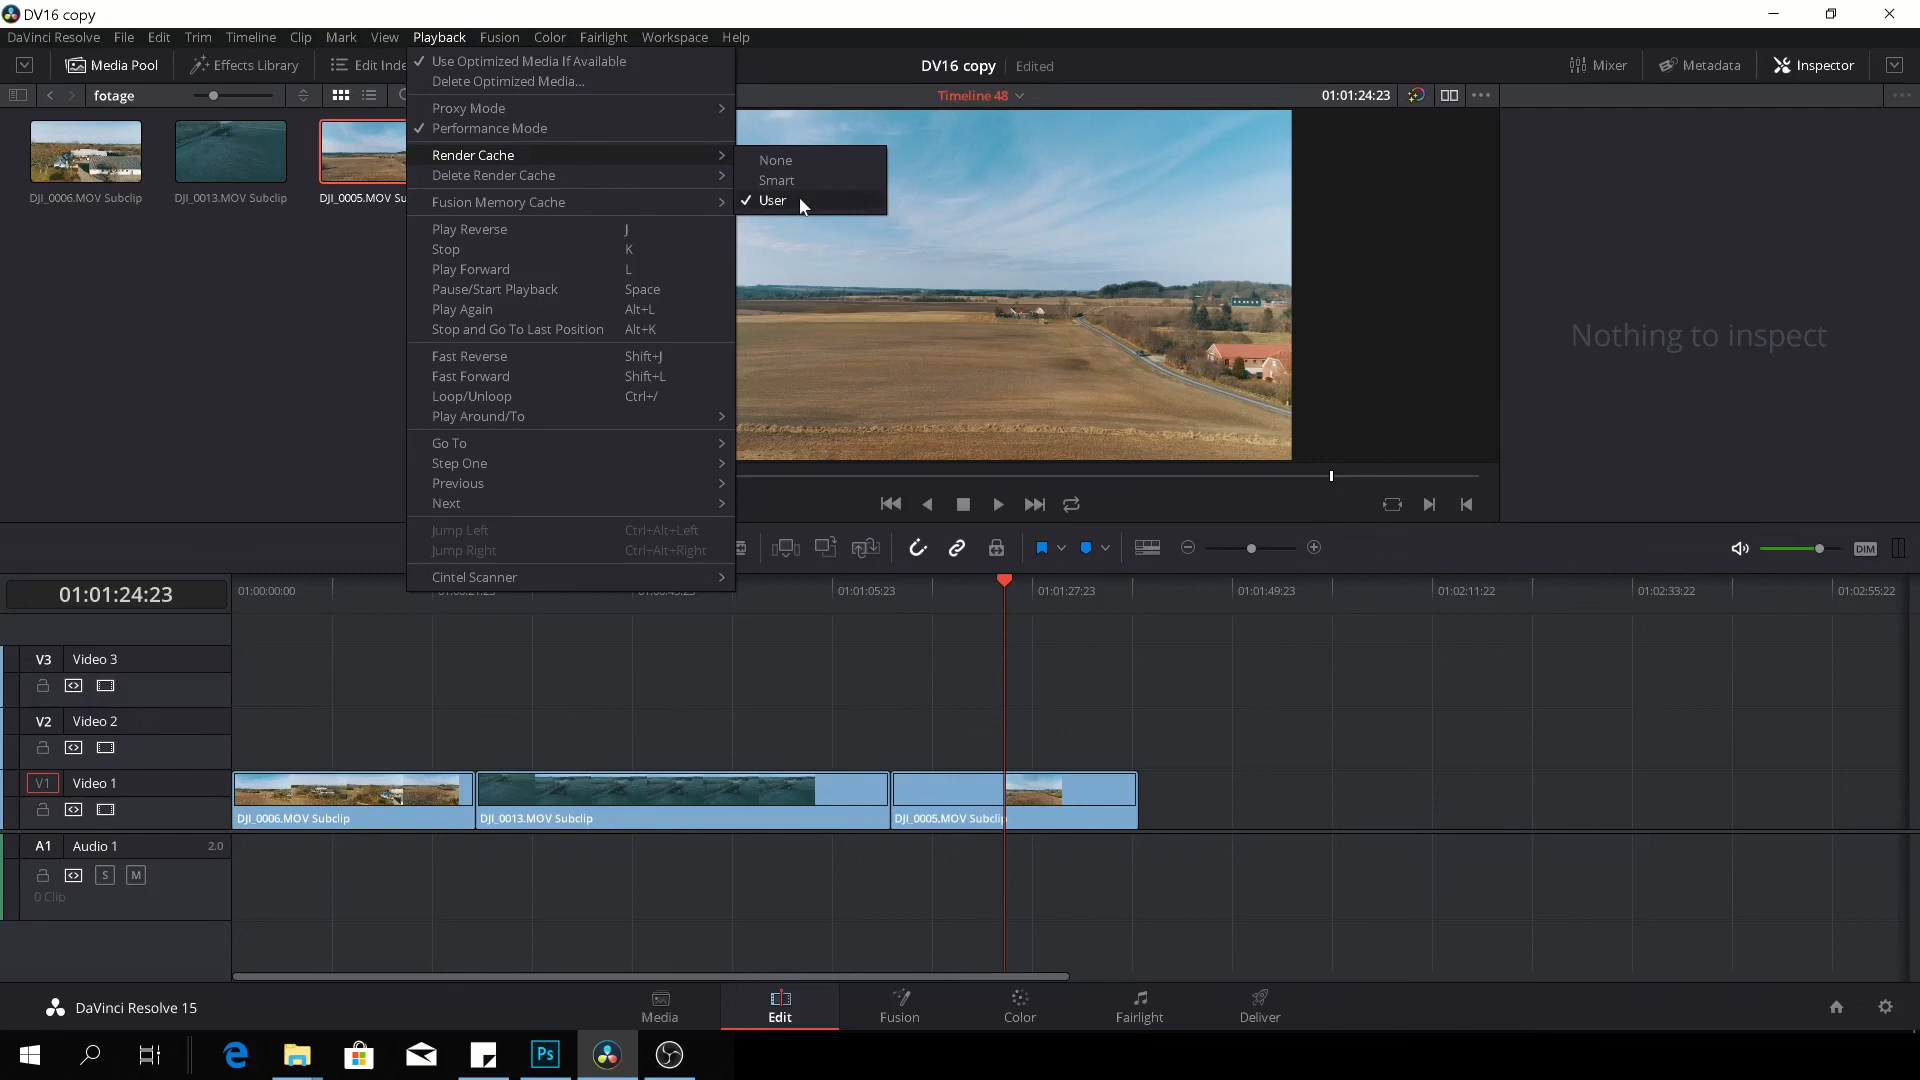 DV16 copy
DaVinci Resolve File Edit Trim Timeline Clip Mark View Playback Fusion Color Fairlight Workspace Help
Media Pool Effects Library Edit Inde
DV16 copy Edited
Mixer Metadata Inspector
footage
Timeline 48
01:01:24:23
DJI_0006.MOV Subclip
DJI_0013.MOV Subclip
DJI_0005.MOV Su
Use Optimized Media If Available
Delete Optimized Media...
Proxy Mode
Performance Mode
Render Cache
Delete Render Cache
Fusion Memory Cache
Play Reverse J
Stop K
Play Forward L
Pause/Start Playback Space
Play Again Alt+L
Stop and Go To Last Position Alt+K
Fast Reverse Shift+J
Fast Forward Shift+L
Loop/Unloop Ctrl+/
Play Around/To
Go To
Step One
Previous
Next
Jump Left Ctrl+Alt+Left
Jump Right Ctrl+Alt+Right
Cintel Scanner
None
Smart
User
Nothing to inspect
DIM
01:01:24:23
01:00:00:00 01:01:05:23 01:01:27:23 01:01:49:23 01:02:11:22 01:02:33:22 01:02:55:22
V3 Video 3
V2 Video 2
V1 Video 1
DJI_0006.MOV Subclip
DJI_0013.MOV Subclip
DJI_0005.MOV Subclip
A1 Audio 1 2.0
S M
0 Clip
DaVinci Resolve 15
Media Edit Fusion Color Fairlight Deliver
Ps